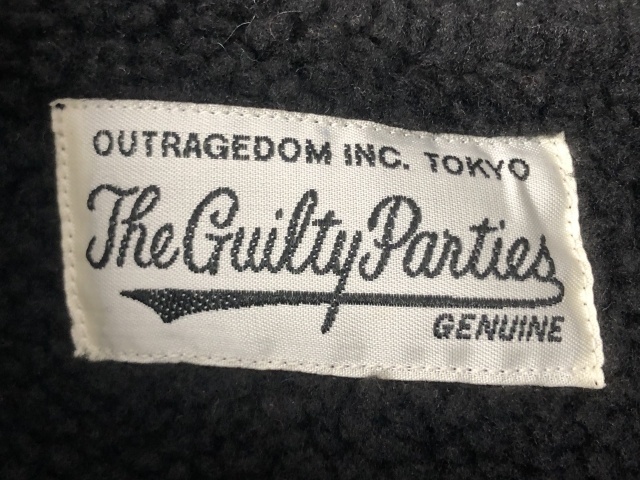 OUTRAGEDOM INC. TOKYO
The Guilty Parties
GENUINE